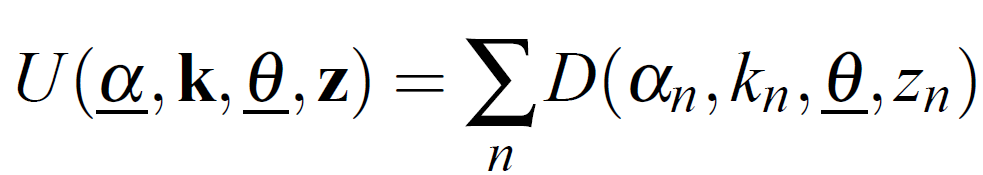 U(α, k, θ, z) = ∑ D(αn, kn, θ, zn)
n